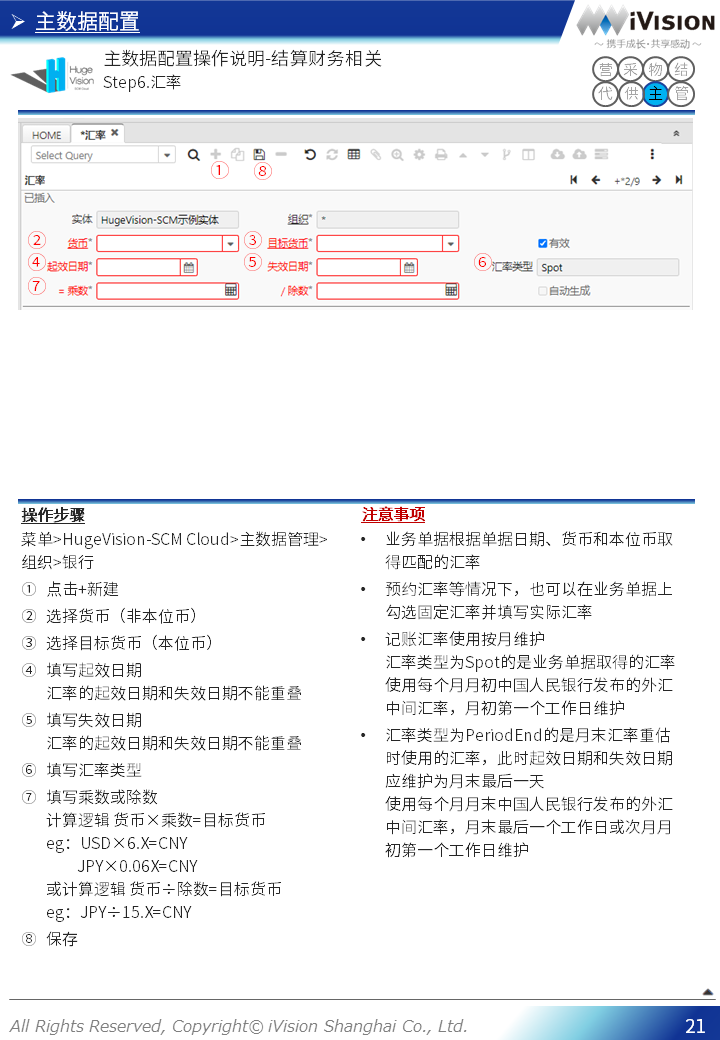 ➢ 主数据配置
iVISION
～ 携手成长·共享感动 ～
Huge
Vision
主数据配置操作说明-结算财务相关
Step6.汇率
营 采 物 结
代 供 主 管
HOME *汇率
Select Query
① ⑧
汇率
+*2/9
已插入
实体 HugeVision-SCM示例实体 组织* *
② 货币* ③ 目标货币* 有效
④ 起效日期* ⑤ 失效日期* ⑥ 汇率类型 Spot
⑦ = 乘数* / 除数* 自动生成
操作步骤
菜单>HugeVision-SCM Cloud>主数据管理>
组织>银行
① 点击+新建
② 选择货币（非本位币）
③ 选择目标货币（本位币）
④ 填写起效日期
汇率的起效日期和失效日期不能重叠
⑤ 填写失效日期
汇率的起效日期和失效日期不能重叠
⑥ 填写汇率类型
⑦ 填写乘数或除数
计算逻辑 货币×乘数=目标货币
eg：USD×6.X=CNY
JPY×0.06X=CNY
或计算逻辑 货币÷除数=目标货币
eg：JPY÷15.X=CNY
⑧ 保存
注意事项
• 业务单据根据单据日期、货币和本位币取
得匹配的汇率
• 预约汇率等情况下，也可以在业务单据上
勾选固定汇率并填写实际汇率
• 记账汇率使用按月维护
汇率类型为Spot的是业务单据取得的汇率
使用每个月月初中国人民银行发布的外汇
中间汇率，月初第一个工作日维护
• 汇率类型为PeriodEnd的是月末汇率重估
时使用的汇率，此时起效日期和失效日期
应维护为月末最后一天
使用每个月月末中国人民银行发布的外汇
中间汇率，月末最后一个工作日或次月月
初第一个工作日维护
All Rights Reserved, Copyright© iVision Shanghai Co., Ltd.
21